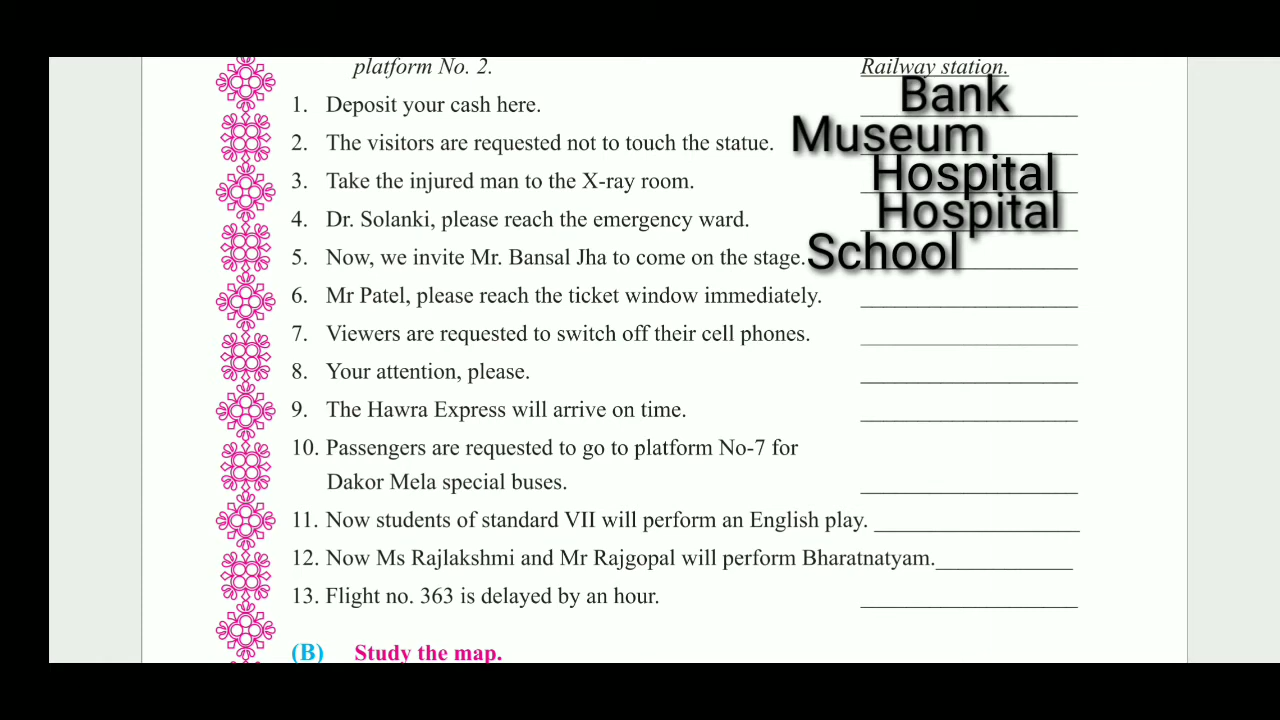 platform No. 2. Railway station.
1. Deposit your cash here. Bank
2. The visitors are requested not to touch the statue. Museum
3. Take the injured man to the X-ray room. Hospital
4. Dr. Solanki, please reach the emergency ward. Hospital
5. Now, we invite Mr. Bansal Jha to come on the stage. School
6. Mr Patel, please reach the ticket window immediately.
7. Viewers are requested to switch off their cell phones.
8. Your attention, please.
9. The Hawra Express will arrive on time.
10. Passengers are requested to go to platform No-7 for
Dakor Mela special buses.
11. Now students of standard VII will perform an English play.
12. Now Ms Rajlakshmi and Mr Rajgopal will perform Bharatnatyam.
13. Flight no. 363 is delayed by an hour.
(B) Study the map.